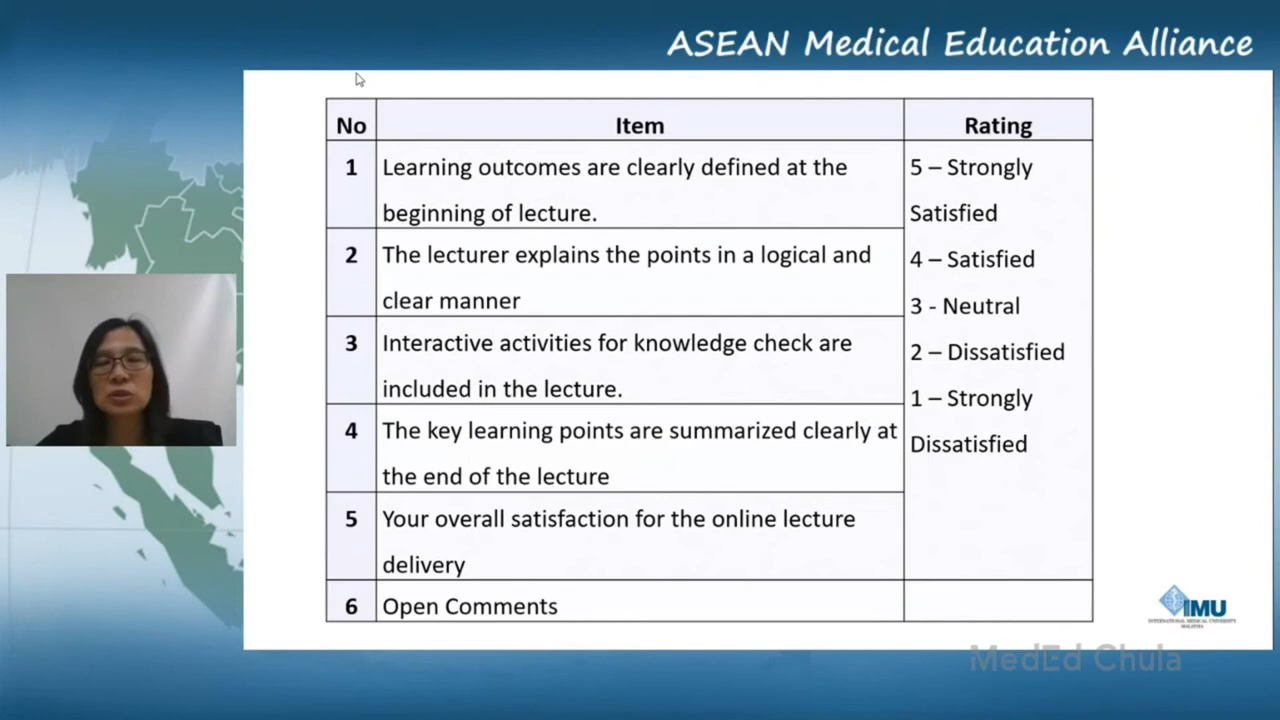 ASEAN Medical Education Alliance
No Item Rating
1 Learning outcomes are clearly defined at the
beginning of lecture.
2 The lecturer explains the points in a logical and
clear manner
3 Interactive activities for knowledge check are
included in the lecture.
4 The key learning points are summarized clearly at
the end of the lecture
5 Your overall satisfaction for the online lecture
delivery
6 Open Comments
5 – Strongly
Satisfied
4 – Satisfied
3 - Neutral
2 – Dissatisfied
1 – Strongly
Dissatisfied
IMU
INTERNATIONAL MEDICAL UNIVERSITY
MALAYSIA
MedEd Chula